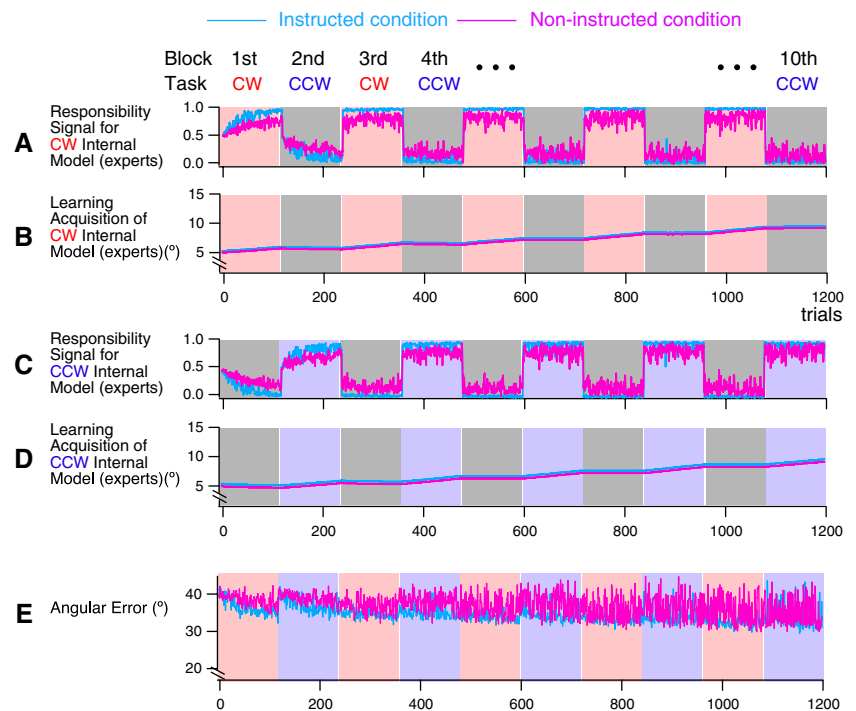 Instructed condition Non-instructed condition
Block 1st 2nd 3rd 4th • • • • • • 10th
Task CW CCW CW CCW CCW
A
Responsibility
Signal for
CW Internal
Model (experts)
1.0
0.5
0.0
B
Learning
Acquisition of
CW Internal
Model (experts)(º)
15
10
5
0 200 400 600 800 1000 1200
trials
C
Responsibility
Signal for
CCW Internal
Model (experts)
1.0
0.5
0.0
D
Learning
Acquisition of
CCW Internal
Model (experts)(º)
15
10
5
0 200 400 600 800 1000 1200
E
Angular Error (º)
40
30
20
0 200 400 600 800 1000 1200